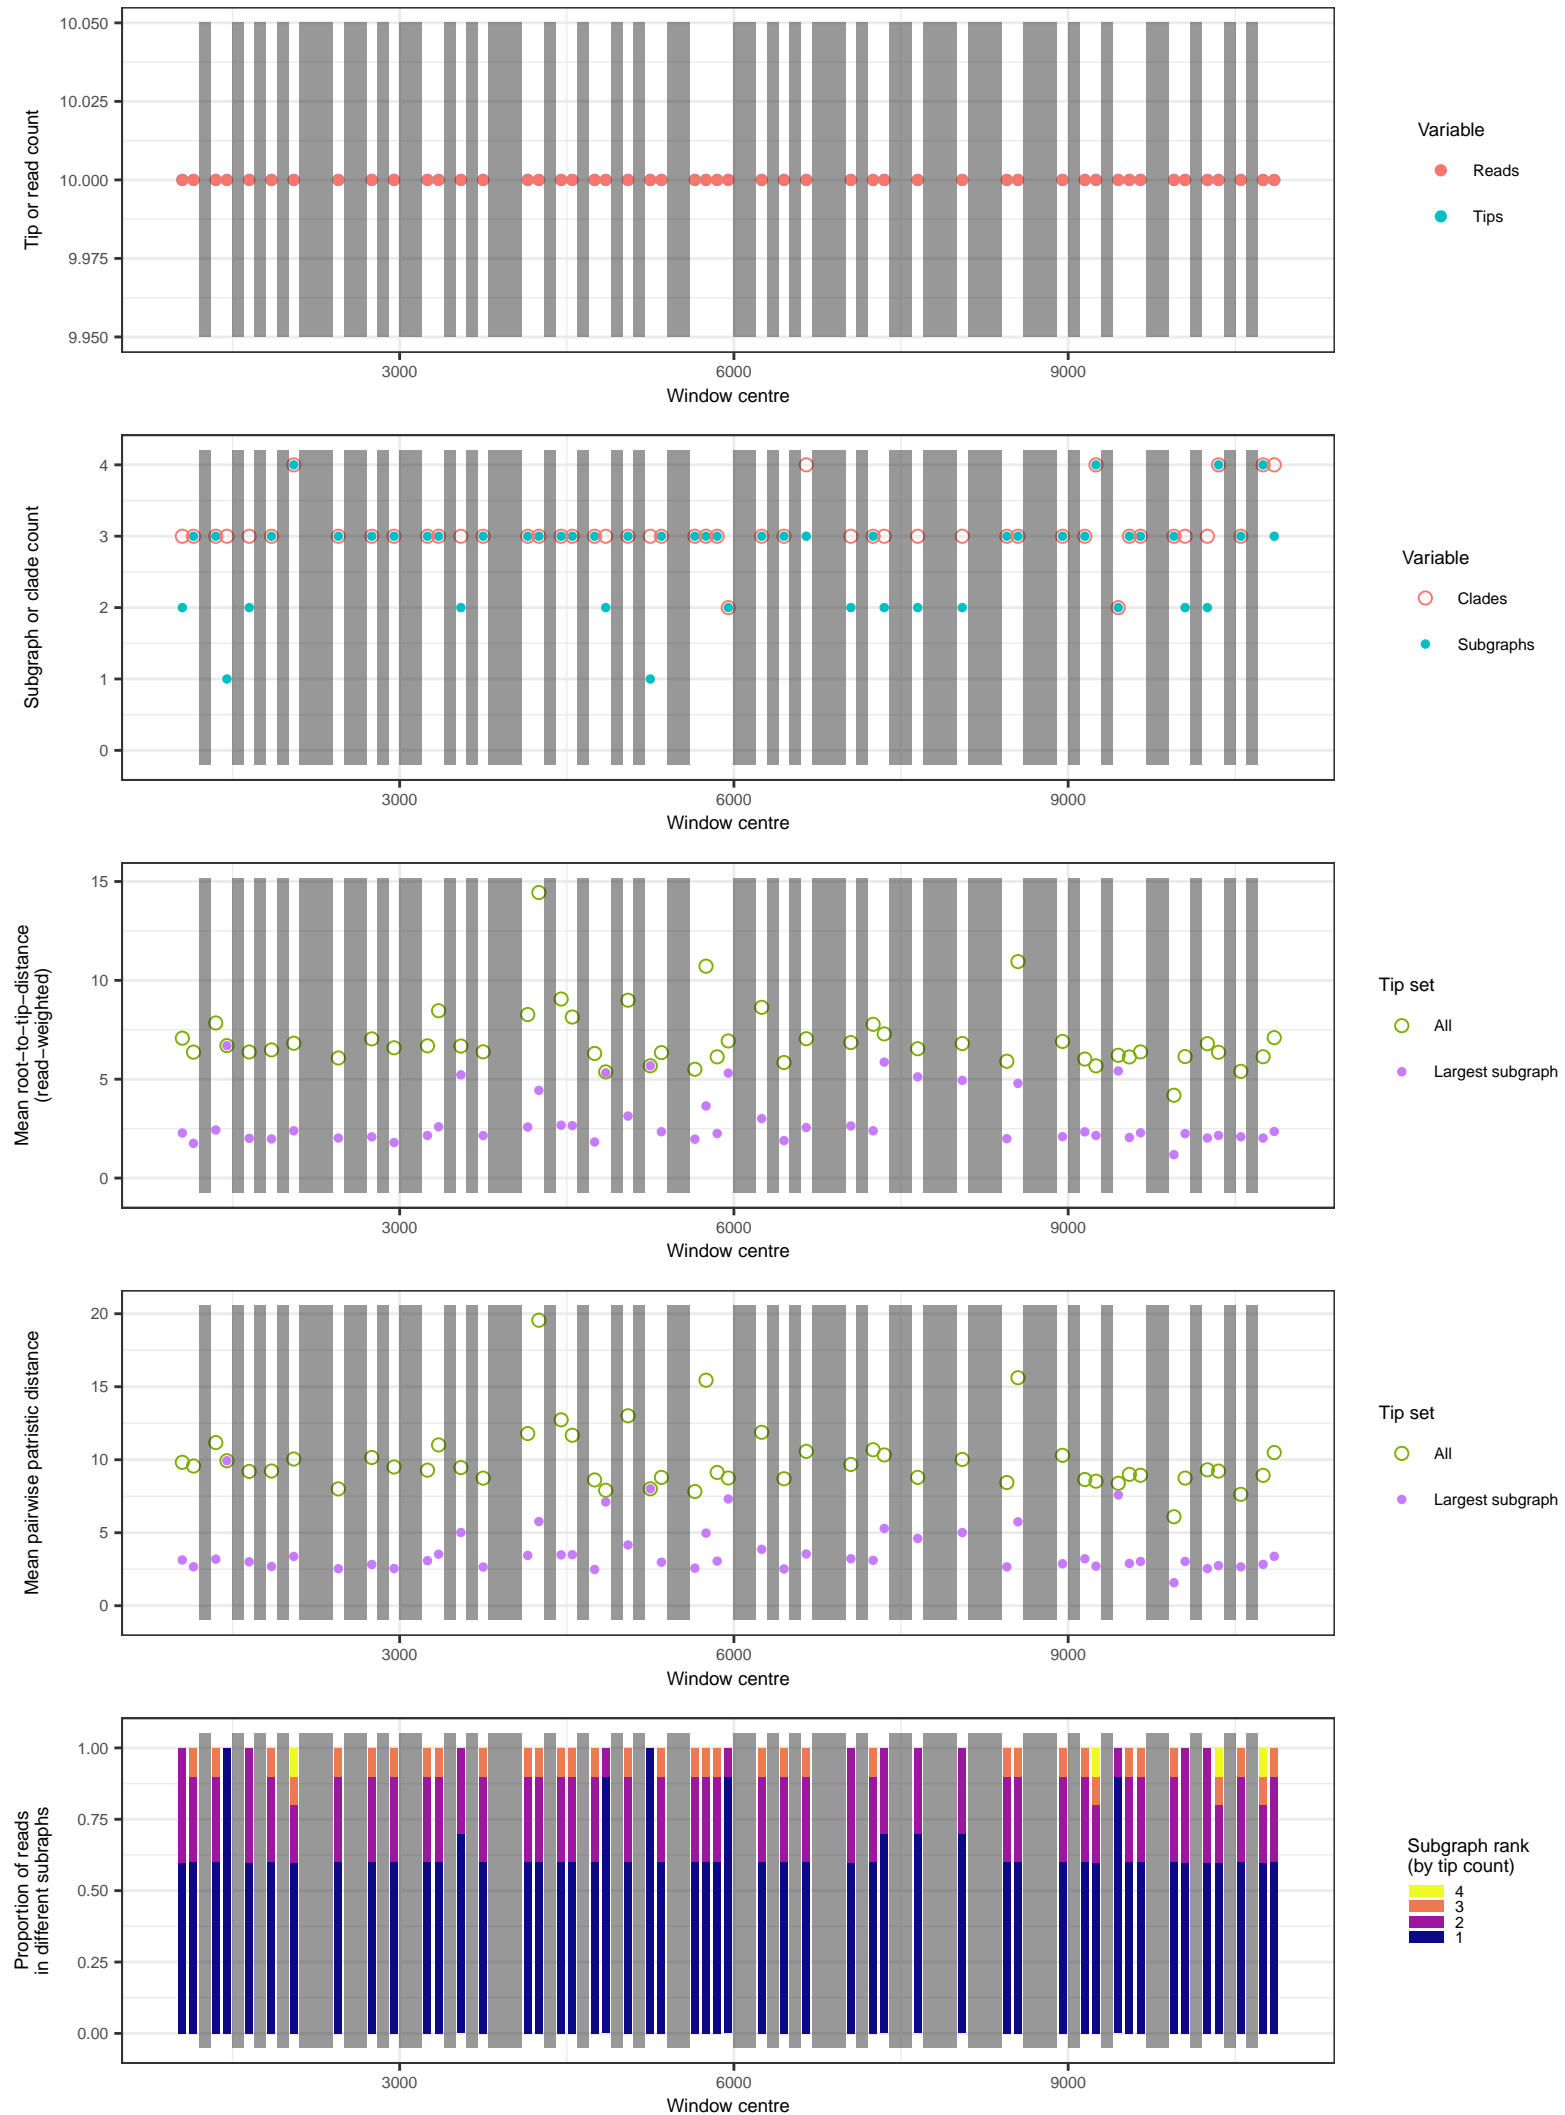 10.050
10.025
10.000
9.975
9.950
Tip or read count
3000
6000
9000
Window centre
Variable
Reads
Tips
4
3
2
1
0
Subgraph or clade count
3000
6000
9000
Window centre
Variable
Clades
Subgraphs
15
10
5
0
Mean root−to−tip−distance
(read−weighted)
3000
6000
9000
Window centre
Tip set
All
Largest subgraph
20
15
10
5
0
Mean pairwise patristic distance
3000
6000
9000
Window centre
Tip set
All
Largest subgraph
1.00
0.75
0.50
0.25
0.00
Proportion of reads
in different subraphs
3000
6000
9000
Window centre
Subgraph rank
(by tip count)
4
3
2
1